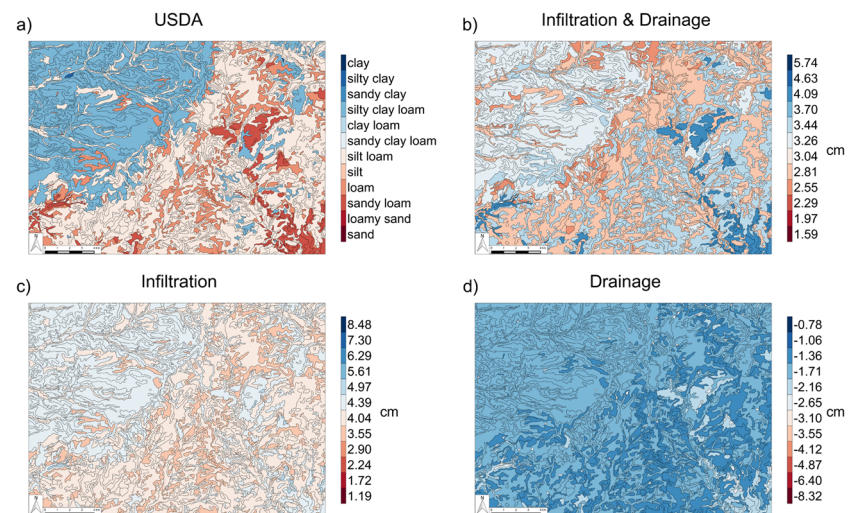 a)
USDA
clay
silty clay
sandy clay
silty clay loam
clay loam
sandy clay loam
silt loam
silt
loam
sandy loam
loamy sand
sand
N
b)
Infiltration & Drainage
5.74
4.63
4.09
3.70
3.44
3.26
3.04
2.81
2.55
2.29
1.97
1.59
cm
N
c)
Infiltration
8.48
7.30
6.29
5.61
4.97
4.39
4.04
3.55
2.90
2.24
1.72
1.19
cm
N
d)
Drainage
-0.78
-1.06
-1.36
-1.71
-2.16
-2.65
-3.10
-3.55
-4.12
-4.87
-6.40
-8.32
cm
N